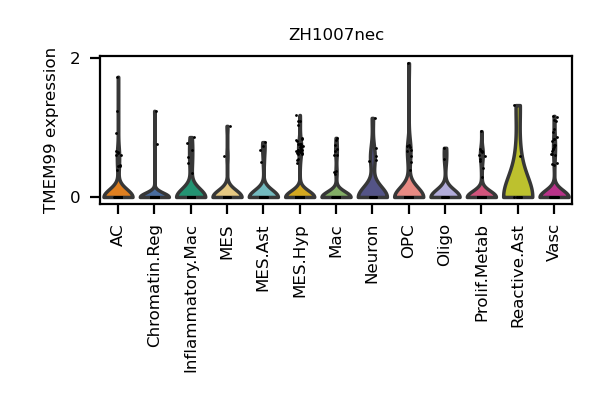 ZH1007nec
TMEM99 expression
2
0
AC
Chromatin.Reg
Inflammatory.Mac
MES
MES.Ast
MES.Hyp
Mac
Neuron
OPC
Oligo
Prolif.Metab
Reactive.Ast
Vasc